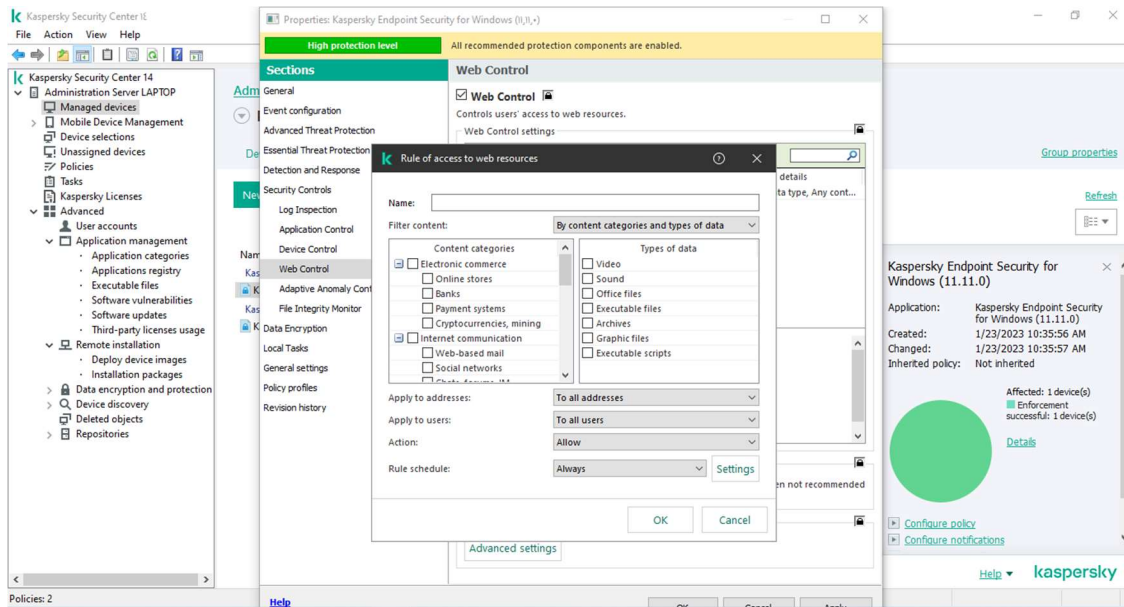 Kaspersky Security Center 14
File Action View Help
Kaspersky Security Center 14
Administration Server LAPTOP
Managed devices
Mobile Device Management
Device selections
Unassigned devices
Policies
Tasks
Kaspersky Licenses
Advanced
User accounts
Application management
Application categories
Applications registry
Executable files
Software vulnerabilities
Software updates
Third-party licenses usage
Remote installation
Deploy device images
Installation packages
Data encryption and protection
Device discovery
Deleted objects
Repositories
Policies: 2
Adm
De
New
Nam
Kas
K
Kas
K
Properties: Kaspersky Endpoint Security for Windows (11,11,+)
High protection level
All recommended protection components are enabled.
Sections
General
Event configuration
Advanced Threat Protection
Essential Threat Protection
Detection and Response
Security Controls
Log Inspection
Application Control
Device Control
Web Control
Adaptive Anomaly Cont
File Integrity Monitor
Data Encryption
Local Tasks
General settings
Policy profiles
Revision history
Help
Web Control
Web Control
Controls users' access to web resources.
Web Control settings
details
ta type, Any cont...
en not recommended
Advanced settings
OK Cancel Apply
Rule of access to web resources
Name:
Filter content: By content categories and types of data
Content categories
Electronic commerce
Online stores
Banks
Payment systems
Cryptocurrencies, mining
Internet communication
Web-based mail
Social networks
Types of data
Video
Sound
Office files
Executable files
Archives
Graphic files
Executable scripts
Apply to addresses: To all addresses
Apply to users: To all users
Action: Allow
Rule schedule: Always Settings
OK Cancel
Group properties
Refresh
Kaspersky Endpoint Security for
Windows (11.11.0)
Application: Kaspersky Endpoint Security
for Windows (11.11.0)
Created: 1/23/2023 10:35:56 AM
Changed: 1/23/2023 10:35:57 AM
Inherited policy: Not inherited
Affected: 1 device(s)
Enforcement
successful: 1 device(s)
Details
Configure policy
Configure notifications
Help
kaspersky